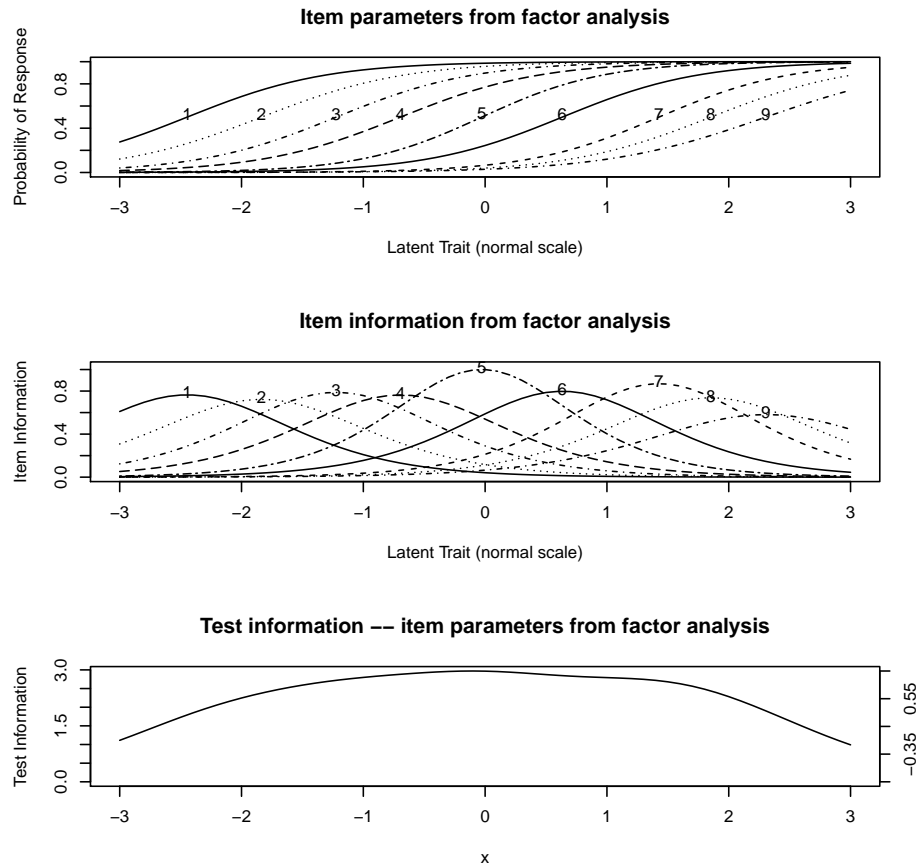 Item parameters from factor analysis
Probability of Response
0.0 0.4 0.8
1 2 3 4 5 6 7 8 9
−3 −2 −1 0 1 2 3
Latent Trait (normal scale)
Item information from factor analysis
Item Information
0.0 0.4 0.8
1 2 3 4 5 6 7 8 9
−3 −2 −1 0 1 2 3
Latent Trait (normal scale)
Test information −− item parameters from factor analysis
Test Information
0.0 1.5 3.0
−0.35 0.55
−3 −2 −1 0 1 2 3
x